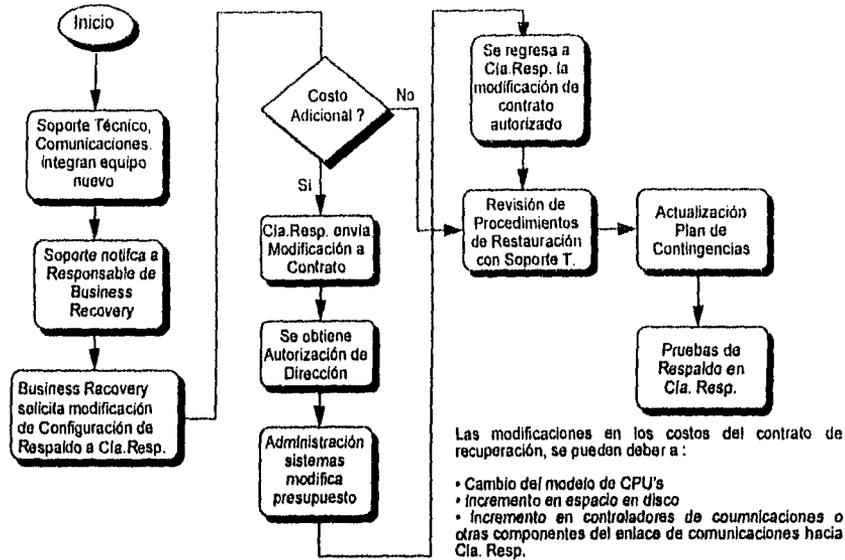 Inicio
Soporte Técnico,
Comunicaciones.
integran equipo
nuevo
Soporte notifca a
Responsable de
Business
Recovery
Business Recovery
solicita modificación
de Configuración de
Respaldo a Cía.Resp.
Costo
Adicional ?
No
Si
Cía.Resp. envía
Modificación a
Contrato
Se obtiene
Autorización de
Dirección
Administración
sistemas
modifica
presupuesto
Se regresa a
Cía.Resp. la
modificación de
contrato
autorizado
Revisión de
Procedimientos
de Restauración
con Soporte T.
Actualización
Plan de
Contingencias
Pruebas de
Respaldo en
Cía. Resp.
Las modificaciones en los costos del contrato de
recuperación, se pueden deber a :
• Cambio del modelo de CPU's
• Incremento en espacio en disco
• Incremento en controladores de coumnicaciones o
otras componentes del enlace de comunicaciones hacia
Cía. Resp.